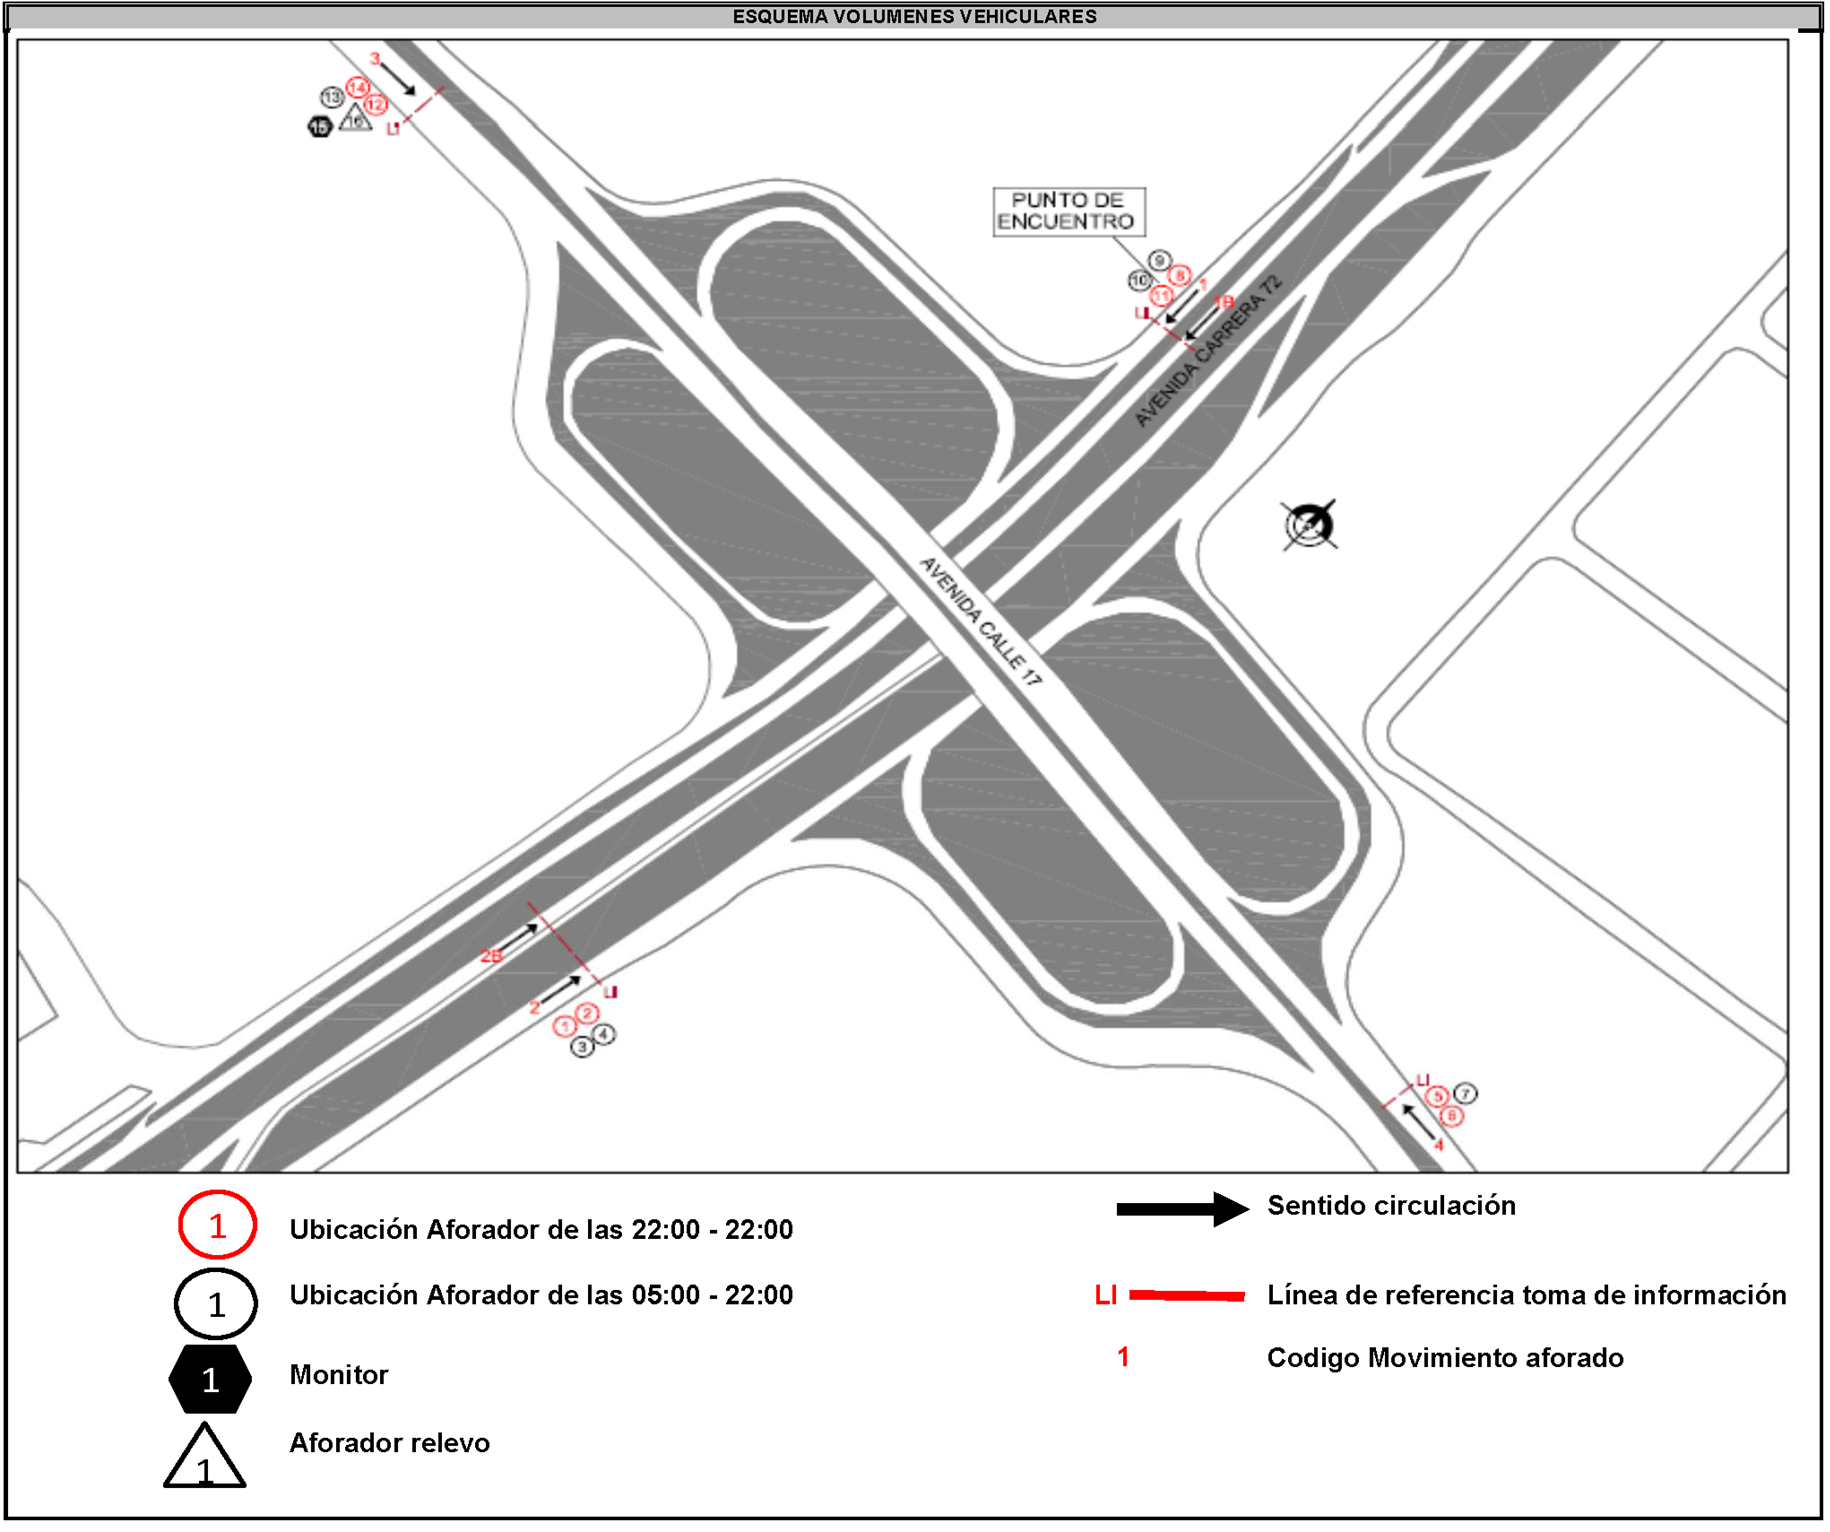 ESQUEMA VOLUMENES VEHICULARES
3
13
14
12
15
16
LI
PUNTO DE
ENCUENTRO
9
10
8
11
1
1B
LI
AVENIDA CARRERA 72
AVENIDA CALLE 17
2B
2
LI
1
2
3
4
LI
5
7
6
4
1
Ubicación Aforador de las 22:00 - 22:00
1
Ubicación Aforador de las 05:00 - 22:00
1
Monitor
1
Aforador relevo
Sentido circulación
LI
Línea de referencia toma de información
1
Codigo Movimiento aforado